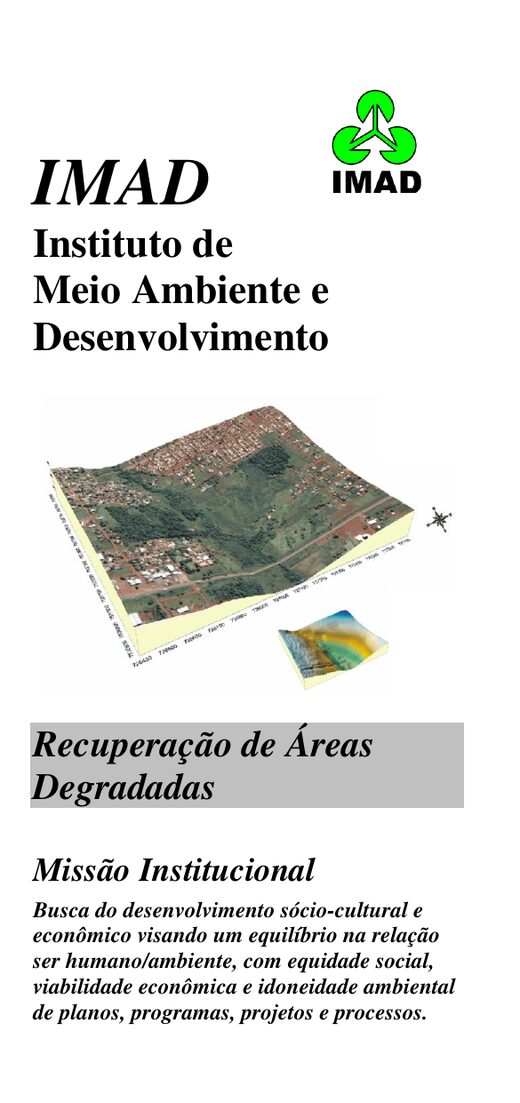 IMAD
IMAD
Instituto de
Meio Ambiente e
Desenvolvimento
Recuperação de Áreas
Degradadas
Missão Institucional
Busca do desenvolvimento sócio-cultural e
econômico visando um equilíbrio na relação
ser humano/ambiente, com equidade social,
viabilidade econômica e idoneidade ambiental
de planos, programas, projetos e processos.